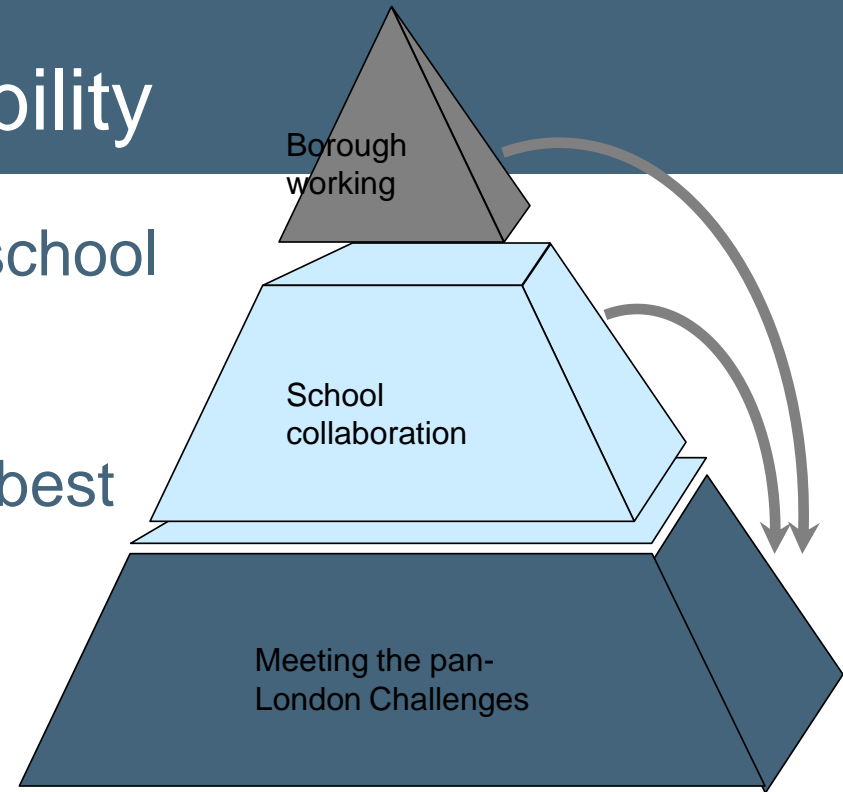 bility
school
best
Borough
working
School
collaboration
Meeting the pan-
London Challenges